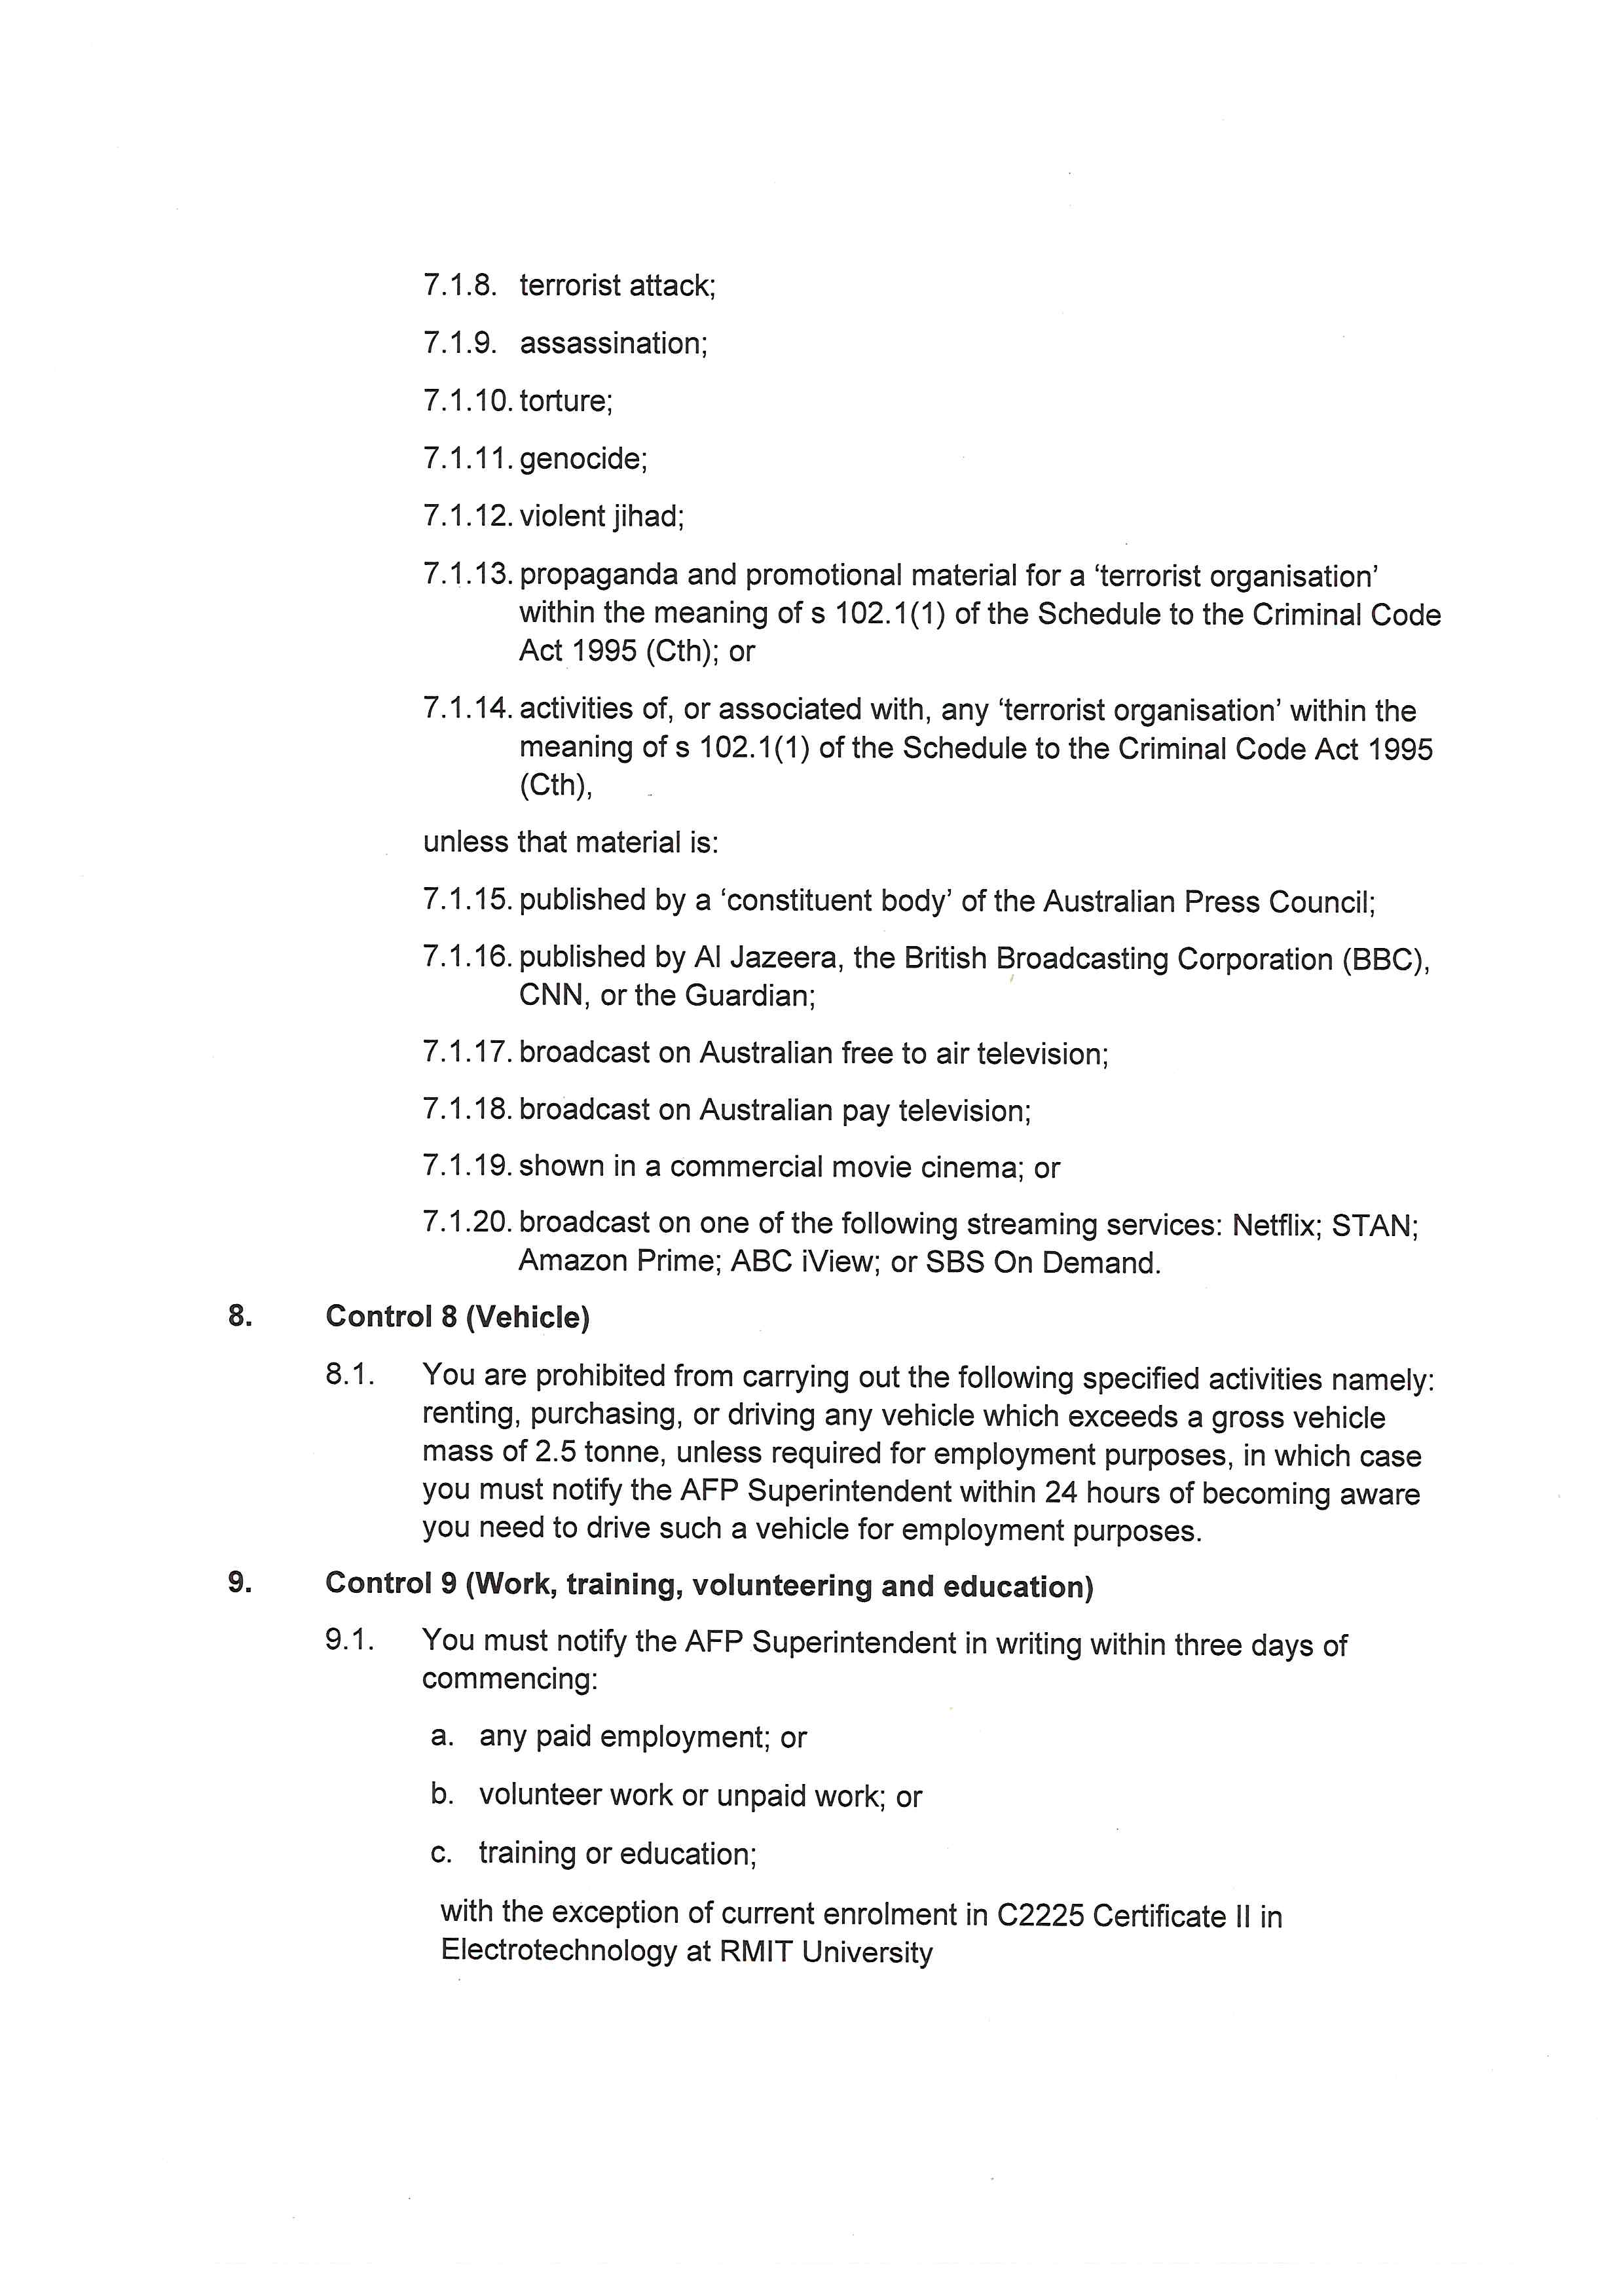 7.1.8. terrorist attack;
7.1.9. assassination;
7.1.10. torture;
7.1.11. genocide;
7.1.12. violent jihad;
7.1.13. propaganda and promotional material for a ‘terrorist organisation’
within the meaning of s 102.1(1) of the Schedule to the Criminal Code
Act 1995 (Cth); or
7.1.14. activities of, or associated with, any ‘terrorist organisation’ within the
meaning of s 102.1(1) of the Schedule to the Criminal Code Act 1995
(Cth),
unless that material is:
7.1.15. published by a ‘constituent body’ of the Australian Press Council;
7.1.16. published by Al Jazeera, the British Broadcasting Corporation (BBC),
CNN, or the Guardian;
7.1.17. broadcast on Australian free to air television;
7.1.18. broadcast on Australian pay television;
7.1.19. shown in a commercial movie cinema; or
7.1.20. broadcast on one of the following streaming services: Netflix; STAN;
Amazon Prime; ABC iView; or SBS On Demand.
8. Control 8 (Vehicle)
8.1. You are prohibited from carrying out the following specified activities namely:
renting, purchasing, or driving any vehicle which exceeds a gross vehicle
mass of 2.5 tonne, unless required for employment purposes, in which case
you must notify the AFP Superintendent within 24 hours of becoming aware
you need to drive such a vehicle for employment purposes.
9. Control 9 (Work, training, volunteering and education)
9.1. You must notify the AFP Superintendent in writing within three days of
commencing:
a. any paid employment; or
b. volunteer work or unpaid work; or
c. training or education;
with the exception of current enrolment in C2225 Certificate II in
Electrotechnology at RMIT University